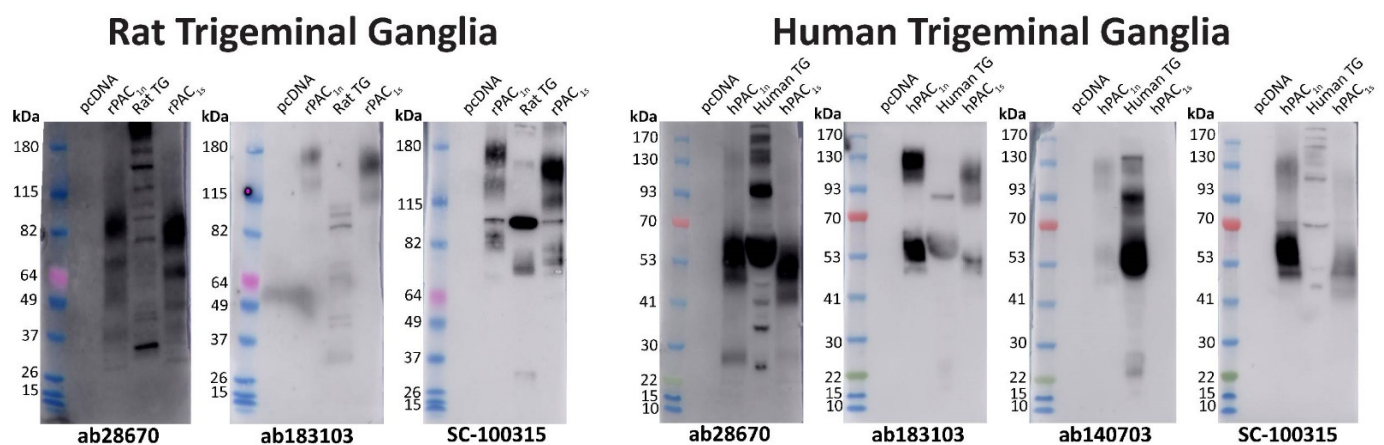 Rat Trigeminal Ganglia
Human Trigeminal Ganglia
kDa
pcDNA
rPAC1n
Rat TG
rPAC1s
180
115
82
64
49
37
26
15
ab28670
kDa
pcDNA
rPAC1n
Rat TG
rPAC1s
180
115
82
64
49
37
26
15
ab183103
kDa
pcDNA
rPAC1n
Rat TG
rPAC1s
180
115
82
64
49
37
26
15
SC-100315
kDa
pcDNA
hPAC1n
Human TG
hPAC1s
170
130
93
70
53
41
30
22
15
10
ab28670
kDa
pcDNA
hPAC1n
Human TG
hPAC1s
170
130
93
70
53
41
30
22
15
10
ab183103
kDa
pcDNA
hPAC1n
Human TG
hPAC1s
170
130
93
70
53
41
30
22
15
10
ab140703
kDa
pcDNA
hPAC1n
Human TG
hPAC1s
170
130
93
70
53
41
30
22
15
10
SC-100315